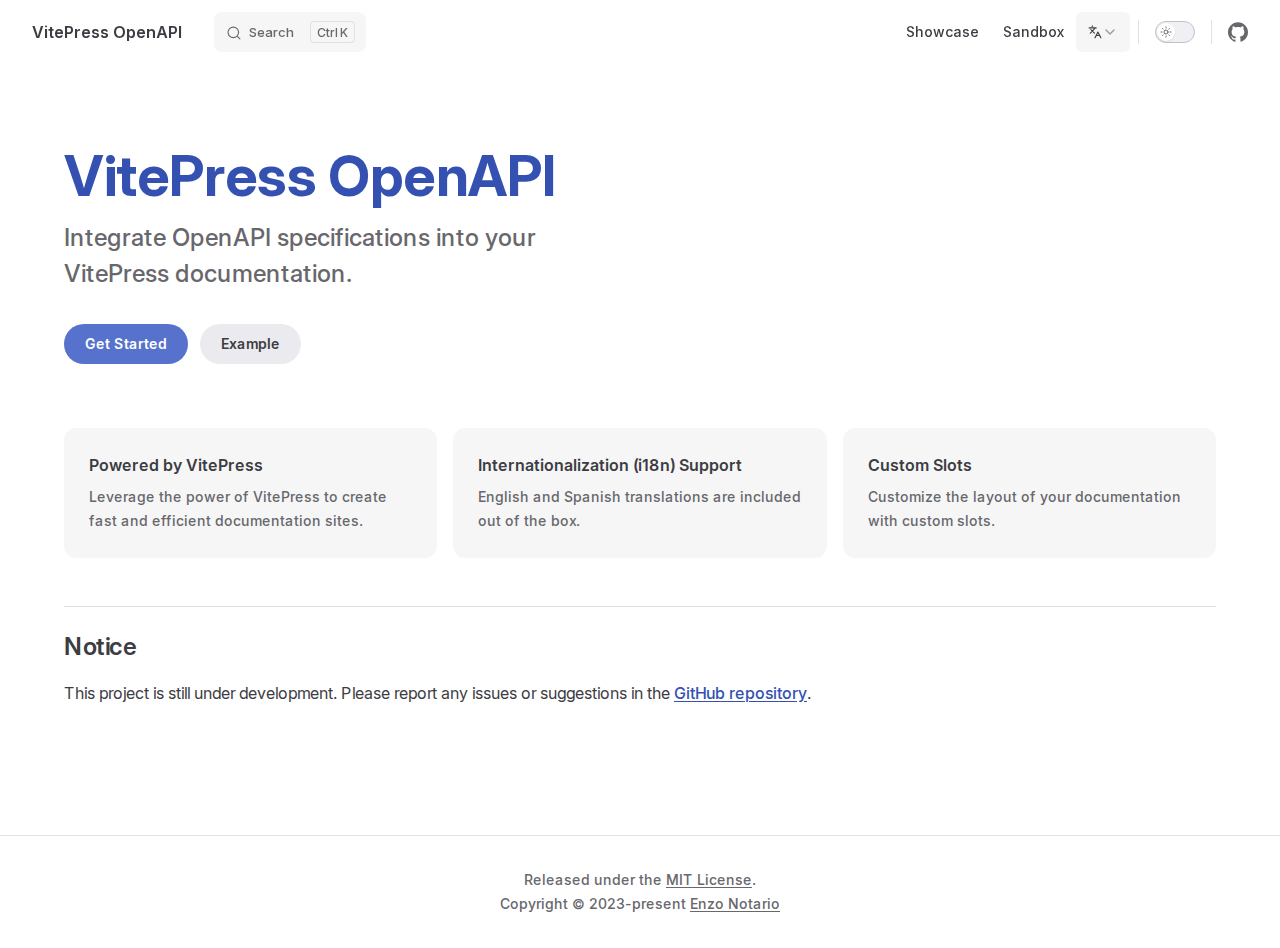 VitePress OpenAPI
Search
Ctrl K
Showcase
Sandbox
VitePress OpenAPI
Integrate OpenAPI specifications into your
VitePress documentation.
Get Started
Example
Powered by VitePress
Leverage the power of VitePress to create
fast and efficient documentation sites.
Internationalization (i18n) Support
English and Spanish translations are included
out of the box.
Custom Slots
Customize the layout of your documentation
with custom slots.
Notice
This project is still under development. Please report any issues or suggestions in the GitHub repository.
Released under the MIT License.
Copyright © 2023-present Enzo Notario